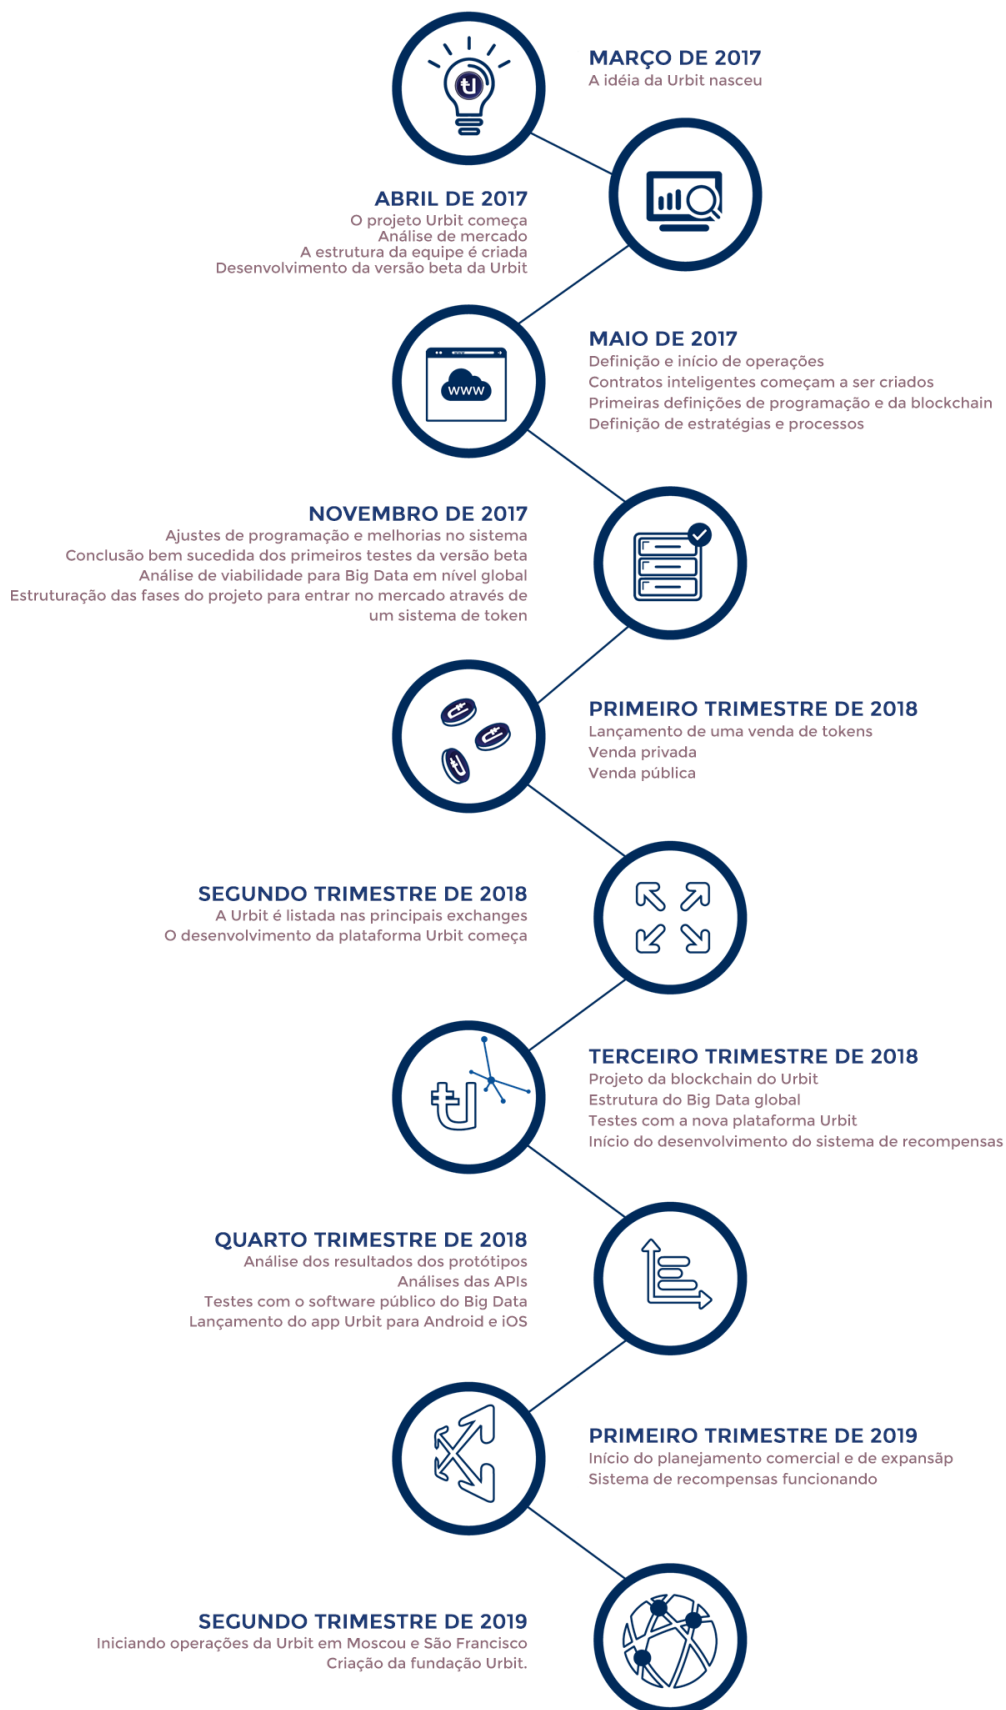 MARÇO DE 2017
A idéia da Urbit nasceu
ABRIL DE 2017
O projeto Urbit começa
Análise de mercado
A estrutura da equipe é criada
Desenvolvimento da versão beta da Urbit
MAIO DE 2017
Definição e início de operações
Contratos inteligentes começam a ser criados
Primeiras definições de programação e da blockchain
Definição de estratégias e processos
www
NOVEMBRO DE 2017
Ajustes de programação e melhorias no sistema
Conclusão bem sucedida dos primeiros testes da versão beta
Análise de viabilidade para Big Data em nível global
Estruturação das fases do projeto para entrar no mercado através de
um sistema de token
PRIMEIRO TRIMESTRE DE 2018
Lançamento de uma venda de tokens
Venda privada
Venda pública
SEGUNDO TRIMESTRE DE 2018
A Urbit é listada nas principais exchanges
O desenvolvimento da plataforma Urbit começa
TERCEIRO TRIMESTRE DE 2018
Projeto da blockchain do Urbit
Estrutura do Big Data global
Testes com a nova plataforma Urbit
Início do desenvolvimento do sistema de recompensas
QUARTO TRIMESTRE DE 2018
Análise dos resultados dos protótipos
Análises das APIs
Testes com o software público do Big Data
Lançamento do app Urbit para Android e iOS
PRIMEIRO TRIMESTRE DE 2019
Início do planejamento comercial e de expansãp
Sistema de recompensas funcionando
SEGUNDO TRIMESTRE DE 2019
Iniciando operações da Urbit em Moscou e São Francisco
Criação da fundação Urbit.